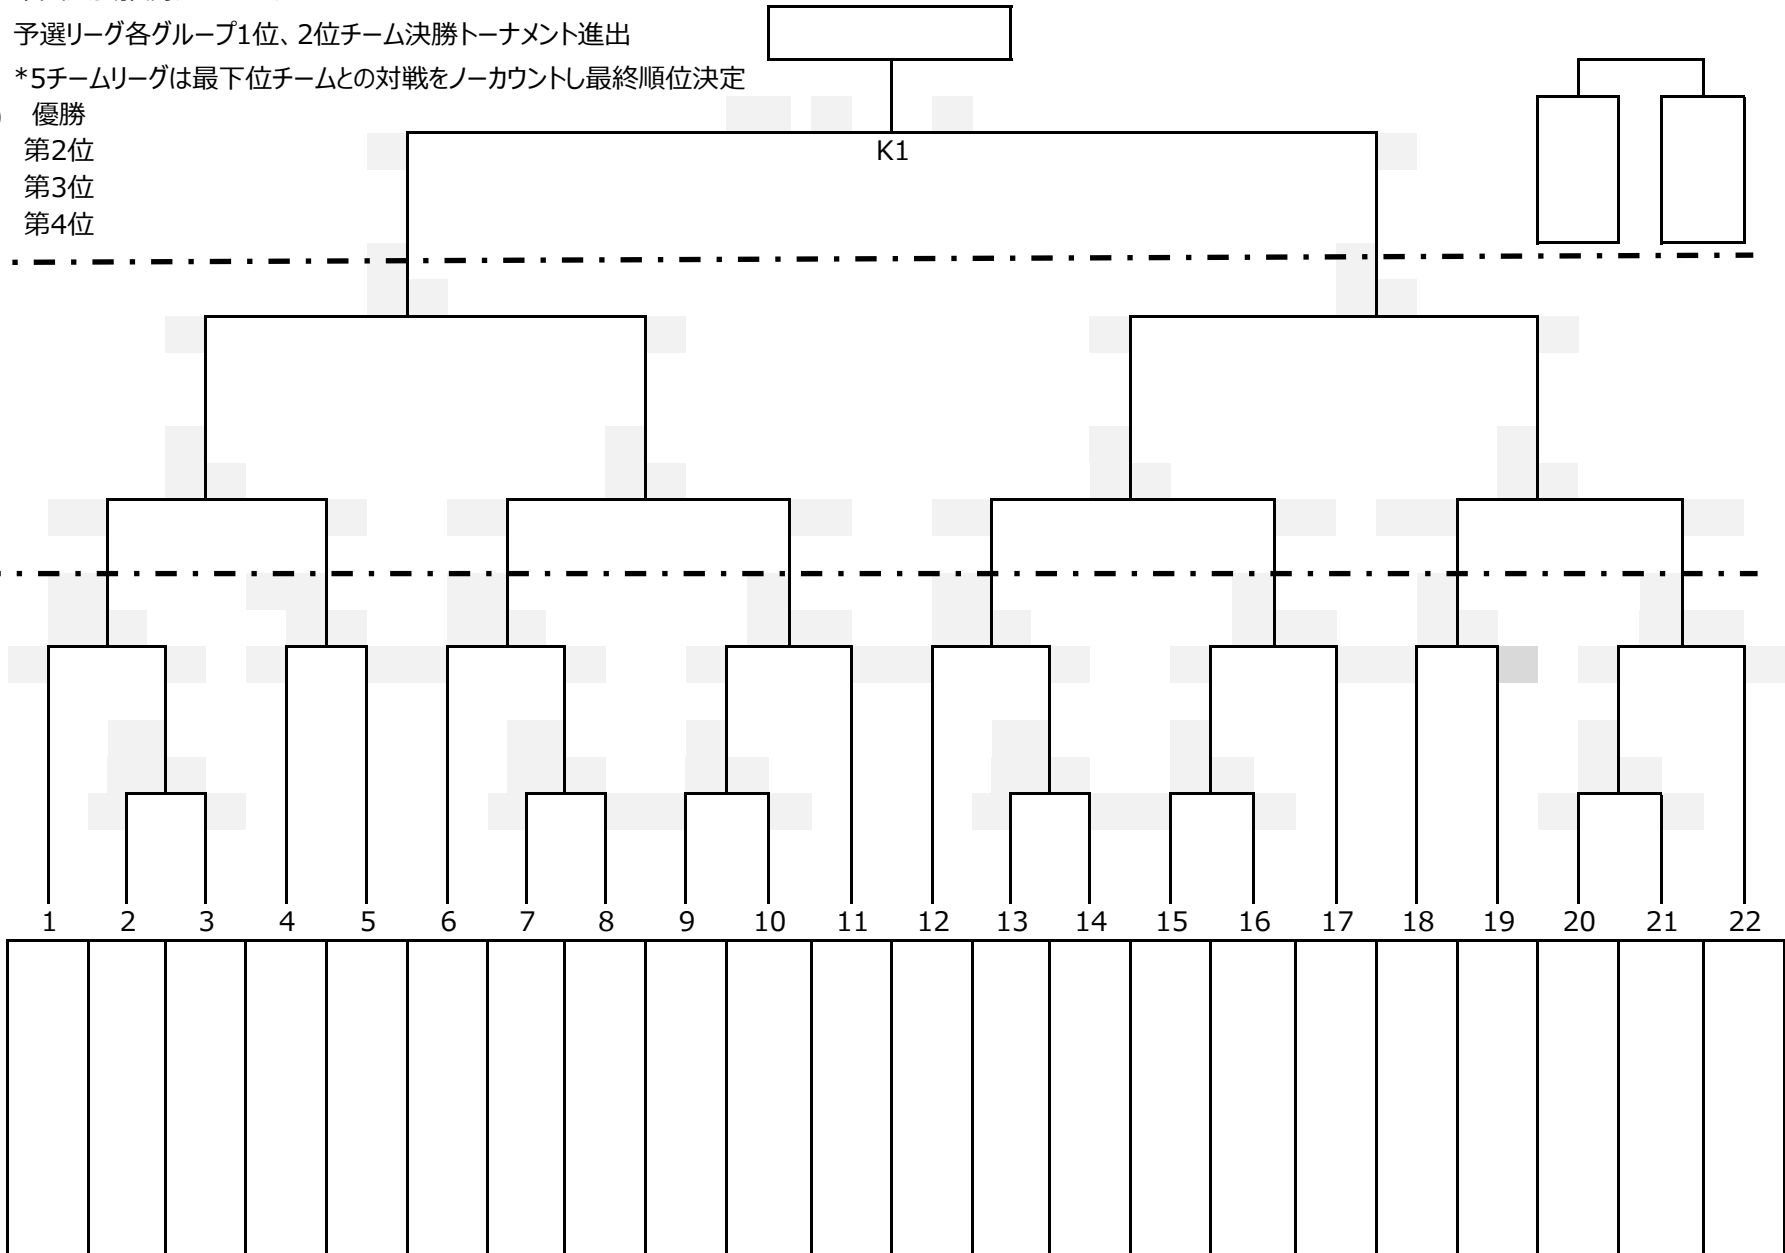 予選リーグ各グループ1位、2位チーム決勝トーナメント進出
*5チームリーグは最下位チームとの対戦をノーカウントし最終順位決定
優勝
第2位
K1
第3位
第4位
1 2 3 4 5 6 7 8 9 10 11 12 13 14 15 16 17 18 19 20 21 22